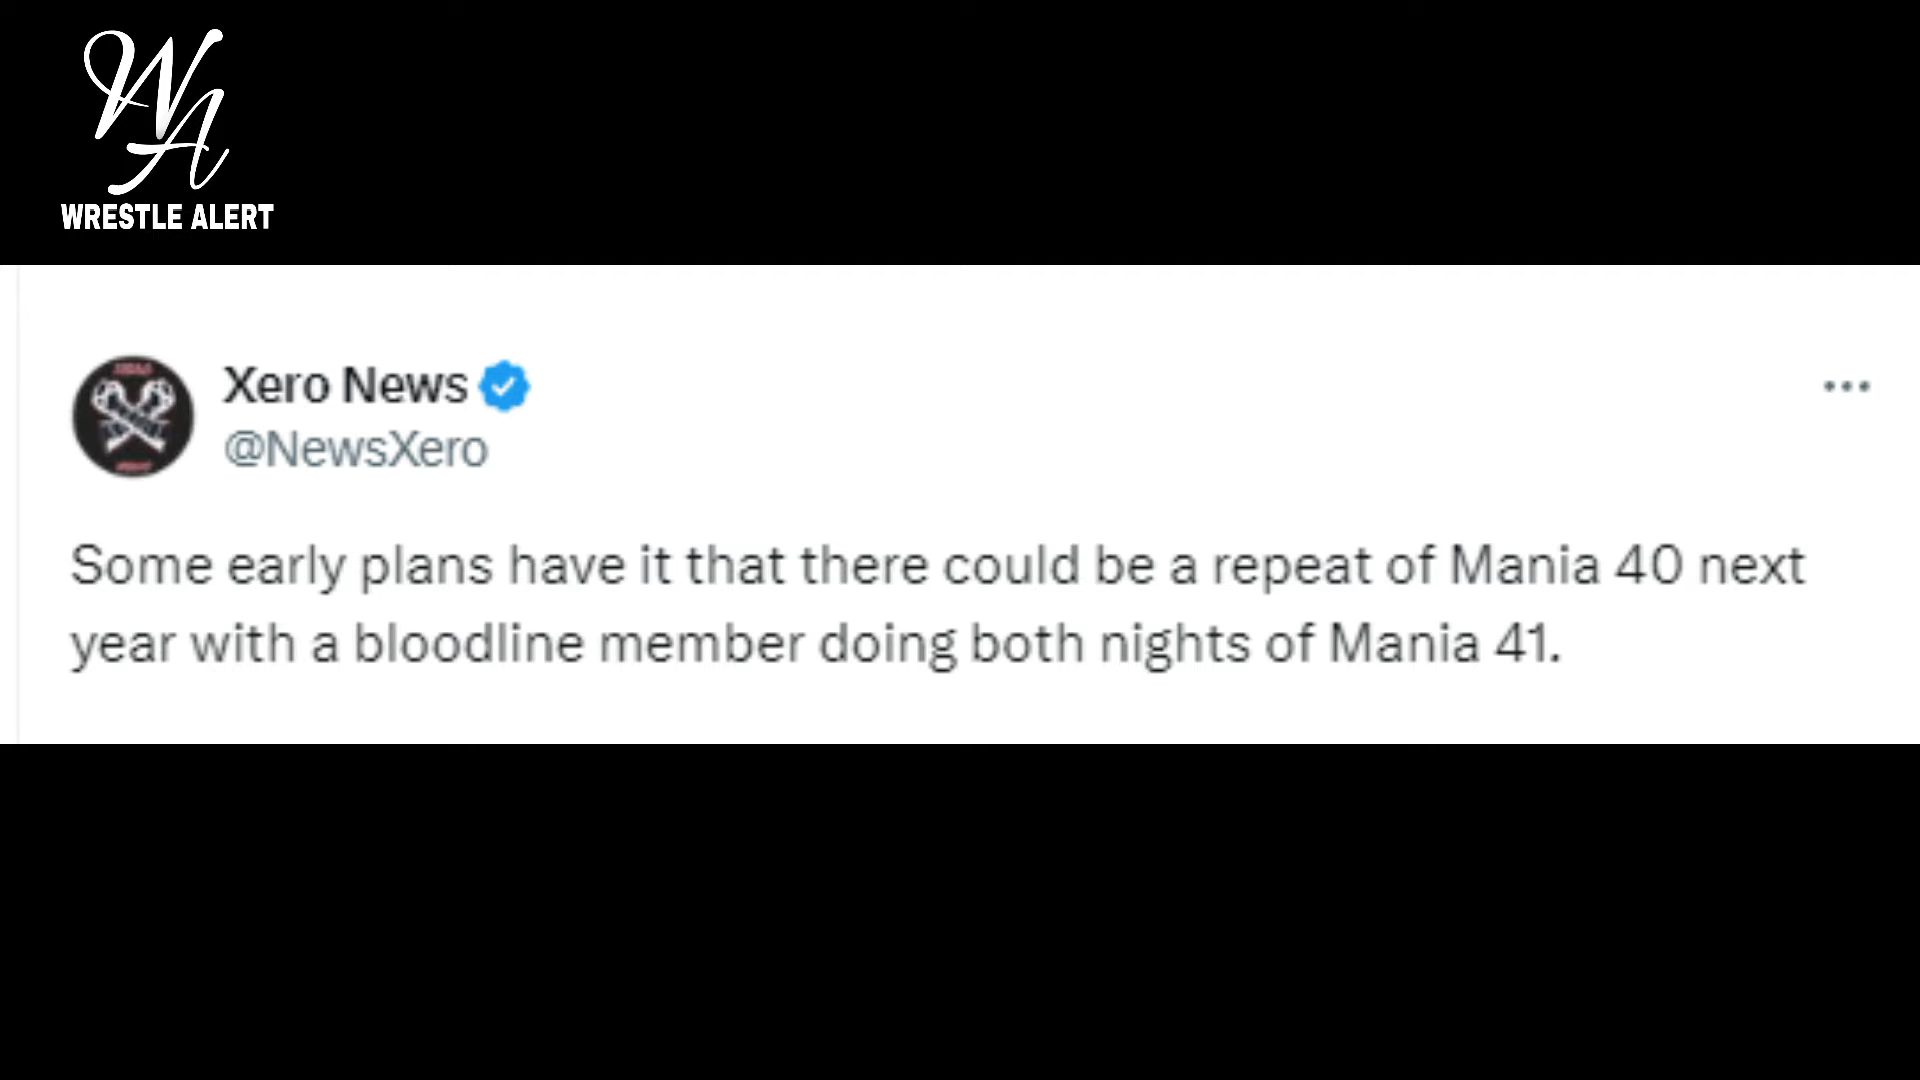 WA
WRESTLE ALERT
Xero News
@NewsXero
Some early plans have it that there could be a repeat of Mania 40 next
year with a bloodline member doing both nights of Mania 41.